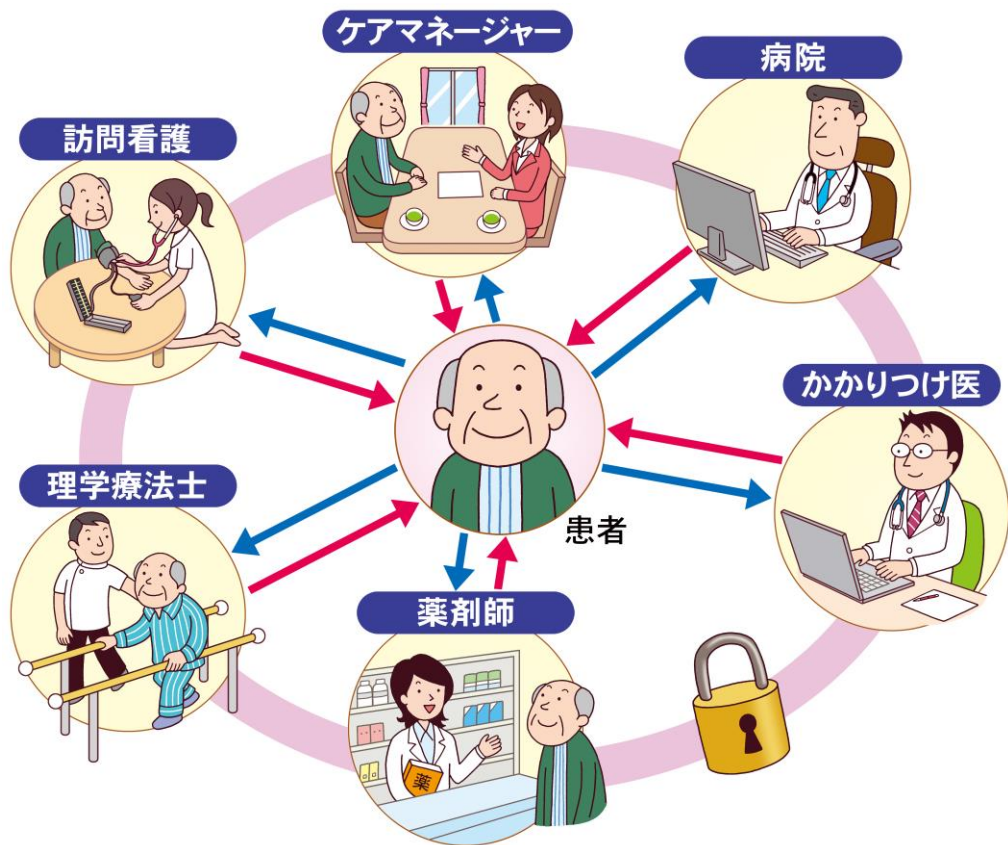 ケアマネージャー
病院
訪問看護
かかりつけ医
理学療法士
患者
薬剤師
薬